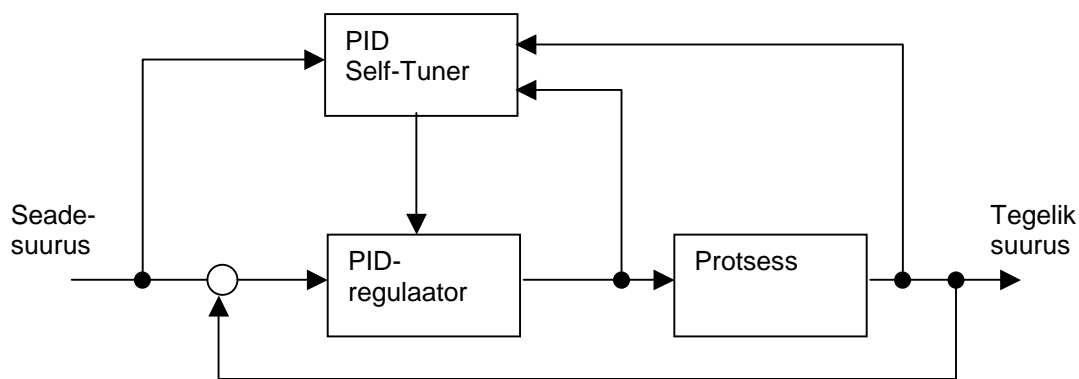 PID
Self-Tuner
Seade-
suurus
PID-
regulaator
Protsess
Tegelik
suurus